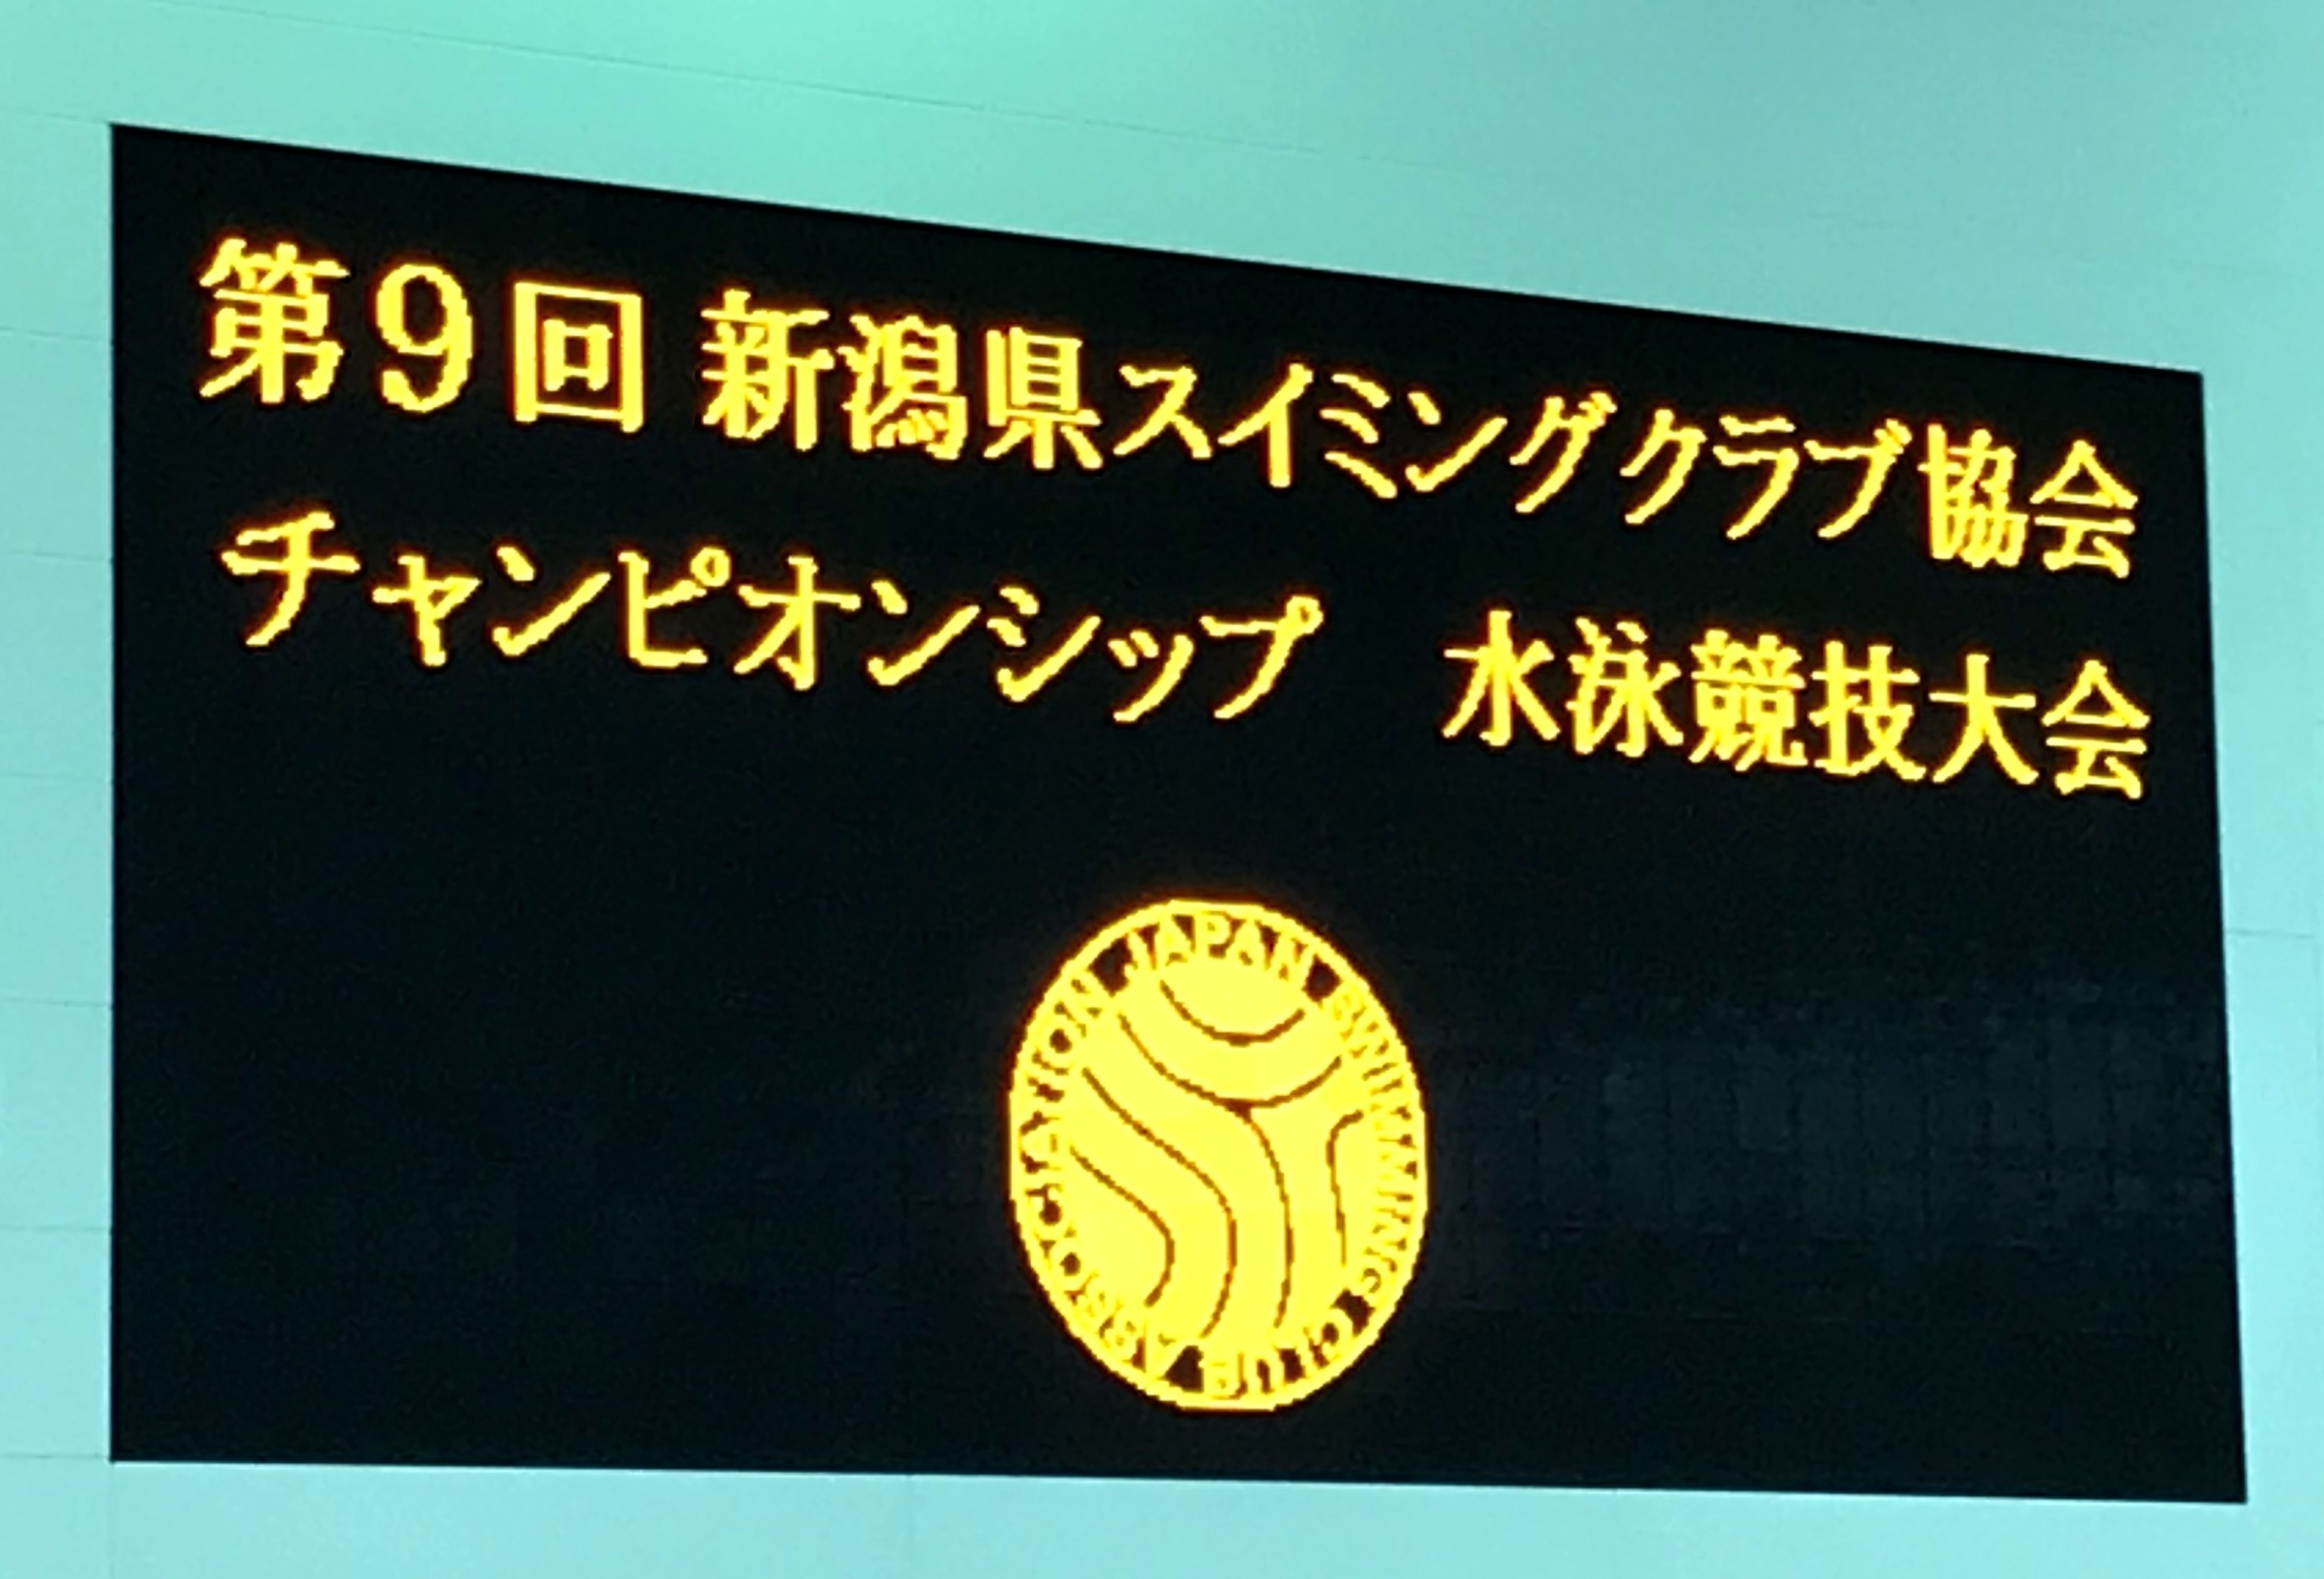 第9回 新潟県スイミングクラブ協会
チャンピオンシップ 水泳競技大会
JAPAN SWIMMING CLUB ASSOCIATION